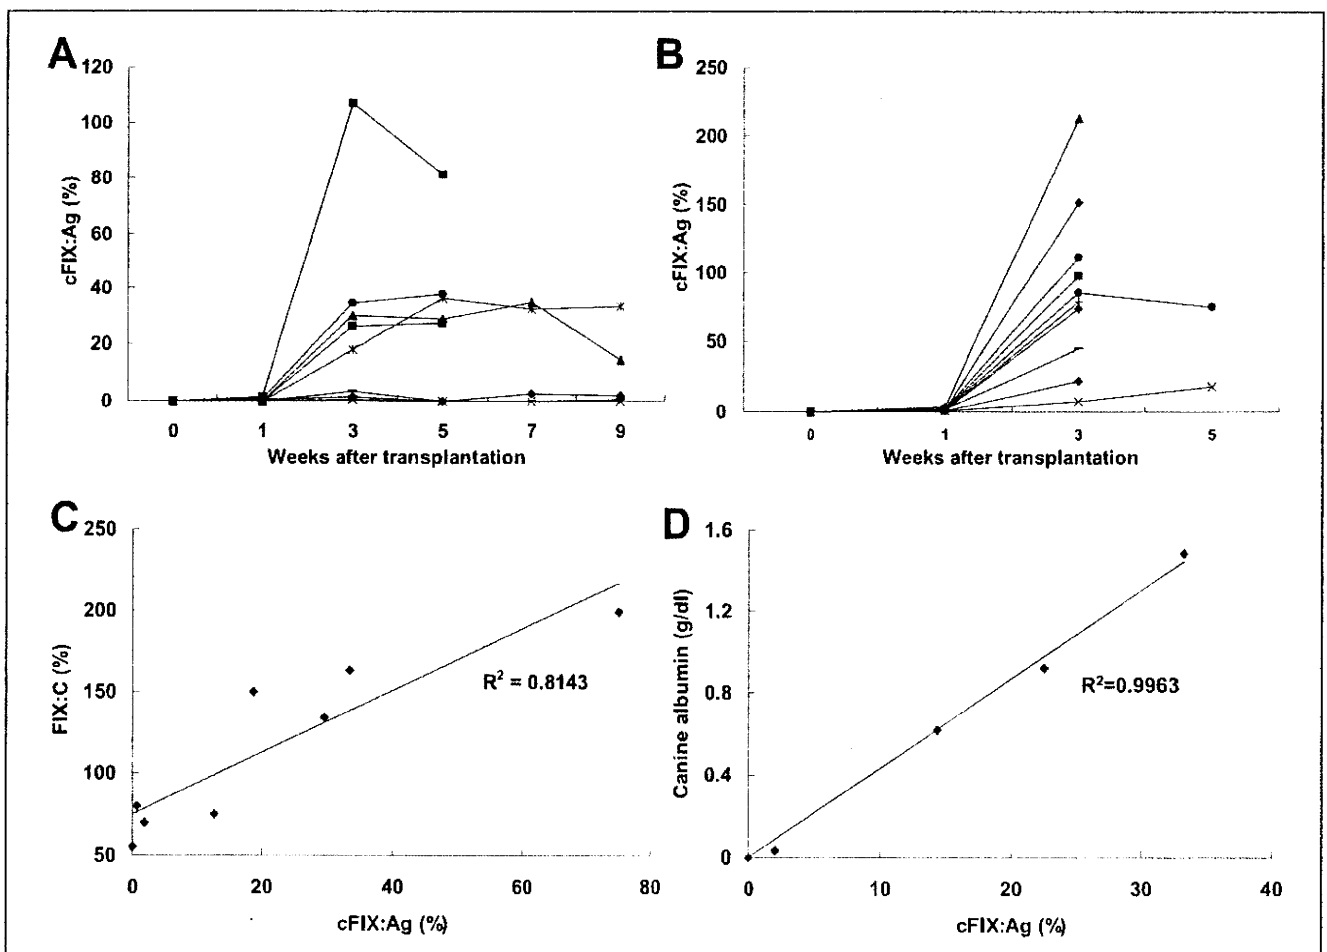 A
120
100
80
60
40
20
0
cFIX:Ag (%)
0 1 3 5 7 9
Weeks after transplantation
B
250
200
150
100
50
0
cFIX:Ag (%)
0 1 3 5
Weeks after transplantation
C
250
200
150
100
50
FIX:C (%)
R² = 0.8143
0 20 40 60 80
cFIX:Ag (%)
D
1.6
1.2
0.8
0.4
0
Canine albumin (g/dl)
R²=0.9963
0 10 20 30 40
cFIX:Ag (%)